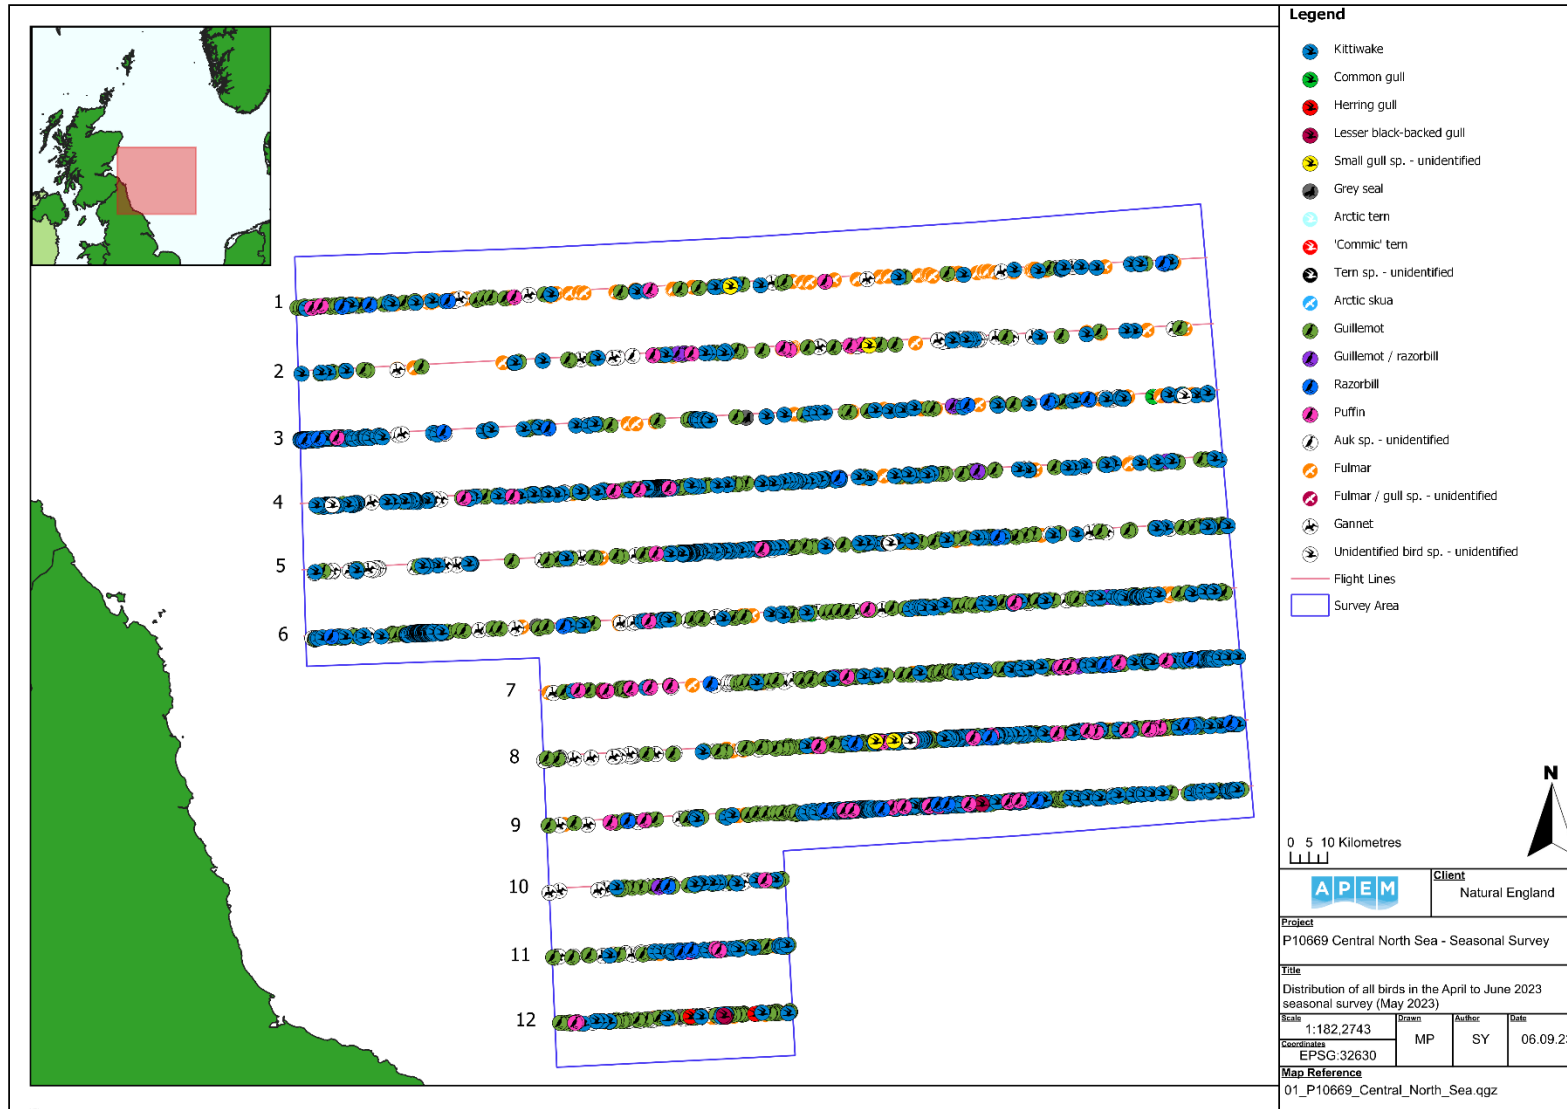 Legend
Kittiwake
Common gull
Herring gull
Lesser black-backed gull
Small gull sp. - unidentified
Grey seal
Arctic tern
'Commic' tern
Tern sp. - unidentified
Arctic skua
Guillemot
Guillemot / razorbill
Razorbill
Puffin
Auk sp. - unidentified
Fulmar
Fulmar / gull sp. - unidentified
Gannet
Unidentified bird sp. - unidentified
Flight Lines
Survey Area
1
2
3
4
5
6
7
8
9
10
11
12
N
0 5 10 Kilometres
APEM
Client
Natural England
Project
P10669 Central North Sea - Seasonal Survey
Title
Distribution of all birds in the April to June 2023
seasonal survey (May 2023)
Scale
1:182,2743
Drawn
MP
Author
SY
Date
06.09.23
Coordinates
EPSG:32630
Map Reference
01_P10669_Central_North_Sea.qgz